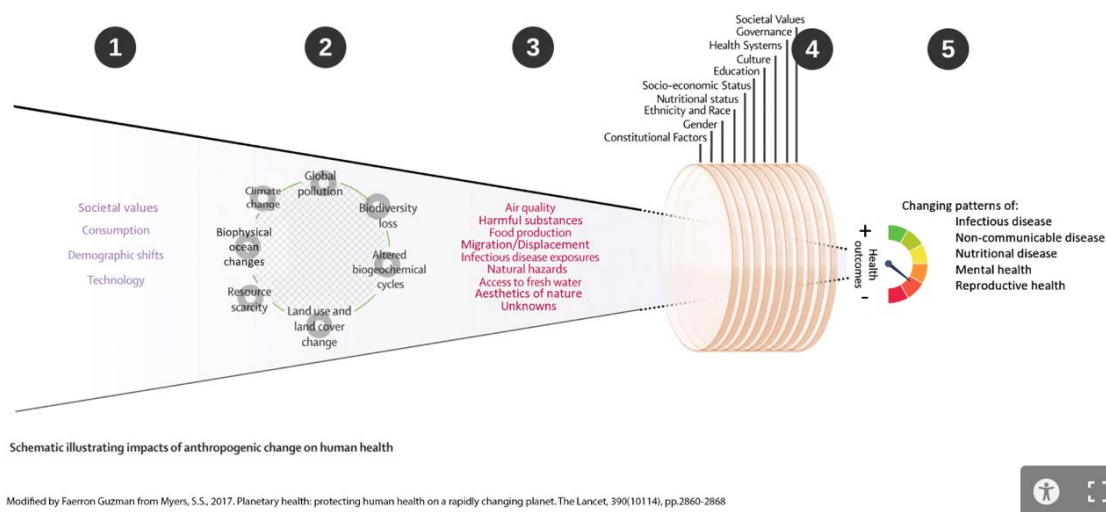 1
2
3
4
5
Societal values
Consumption
Demographic shifts
Technology
Global
pollution
Climate
change
Biodiversity
loss
Biophysical
ocean
changes
Altered
biogeochemical
cycles
Resource
scarcity
Land use and
land cover
change
Air quality
Harmful substances
Food production
Migration/Displacement
Infectious disease exposures
Natural hazards
Access to fresh water
Aesthetics of nature
Unknowns
Societal Values
Governance
Health Systems
Culture
Education
Socio-economic Status
Nutritional status
Ethnicity and Race
Gender
Constitutional Factors
+
Health
outcomes
-
Changing patterns of:
Infectious disease
Non-communicable disease
Nutritional disease
Mental health
Reproductive health
Schematic illustrating impacts of anthropogenic change on human health
Modified by Faerron Guzman from Myers, S.S., 2017. Planetary health: protecting human health on a rapidly changing planet. The Lancet, 390(10114), pp.2860-2868